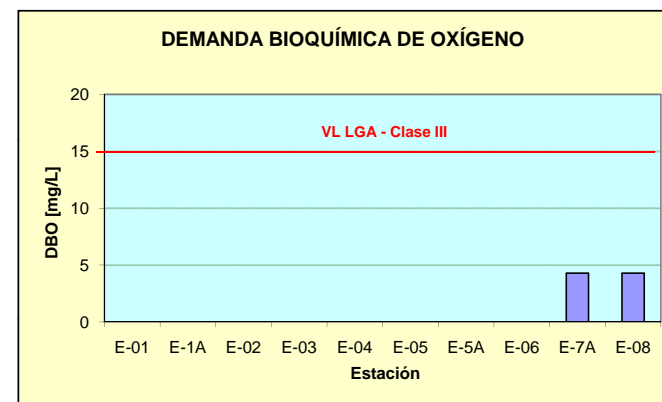 DEMANDA BIOQUÍMICA DE OXÍGENO
20
VL LGA - Clase III
15
DBO [mg/L]
10
5
0
E-01 E-1A E-02 E-03 E-04 E-05 E-5A E-06 E-7A E-08
Estación